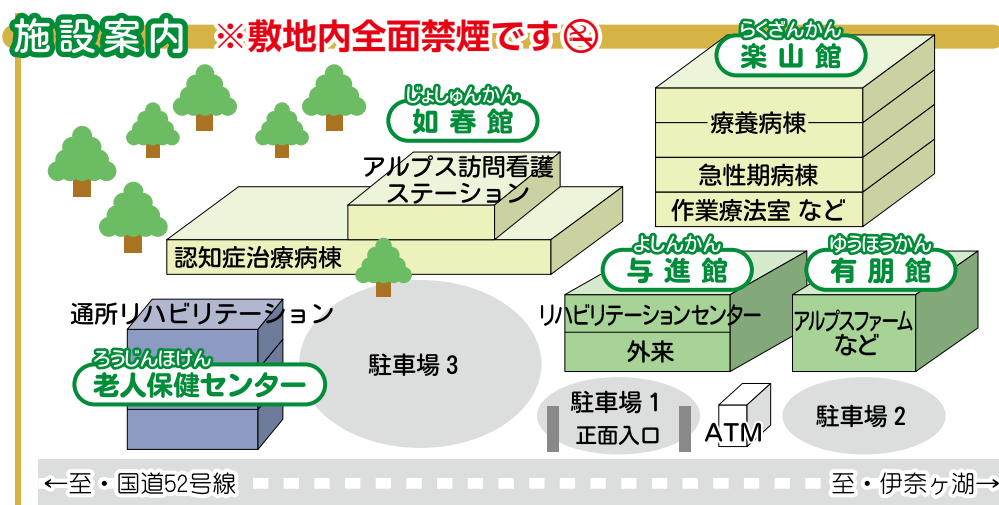 施設案内
※敷地内全面禁煙です
らくざんかん
楽山館
療養病棟
急性期病棟
作業療法室 など
じょしゅんかん
如春館
アルプス訪問看護
ステーション
認知症治療病棟
よしんかん
与進館
リハビリテーションセンター
外来
ゆうほうかん
有朋館
アルプスファーム
など
通所リハビリテーション
ろうじんほけん
老人保健センター
駐車場3
駐車場1
正面入口
ATM
駐車場2
←至・国道52号線
至・伊奈ヶ湖→